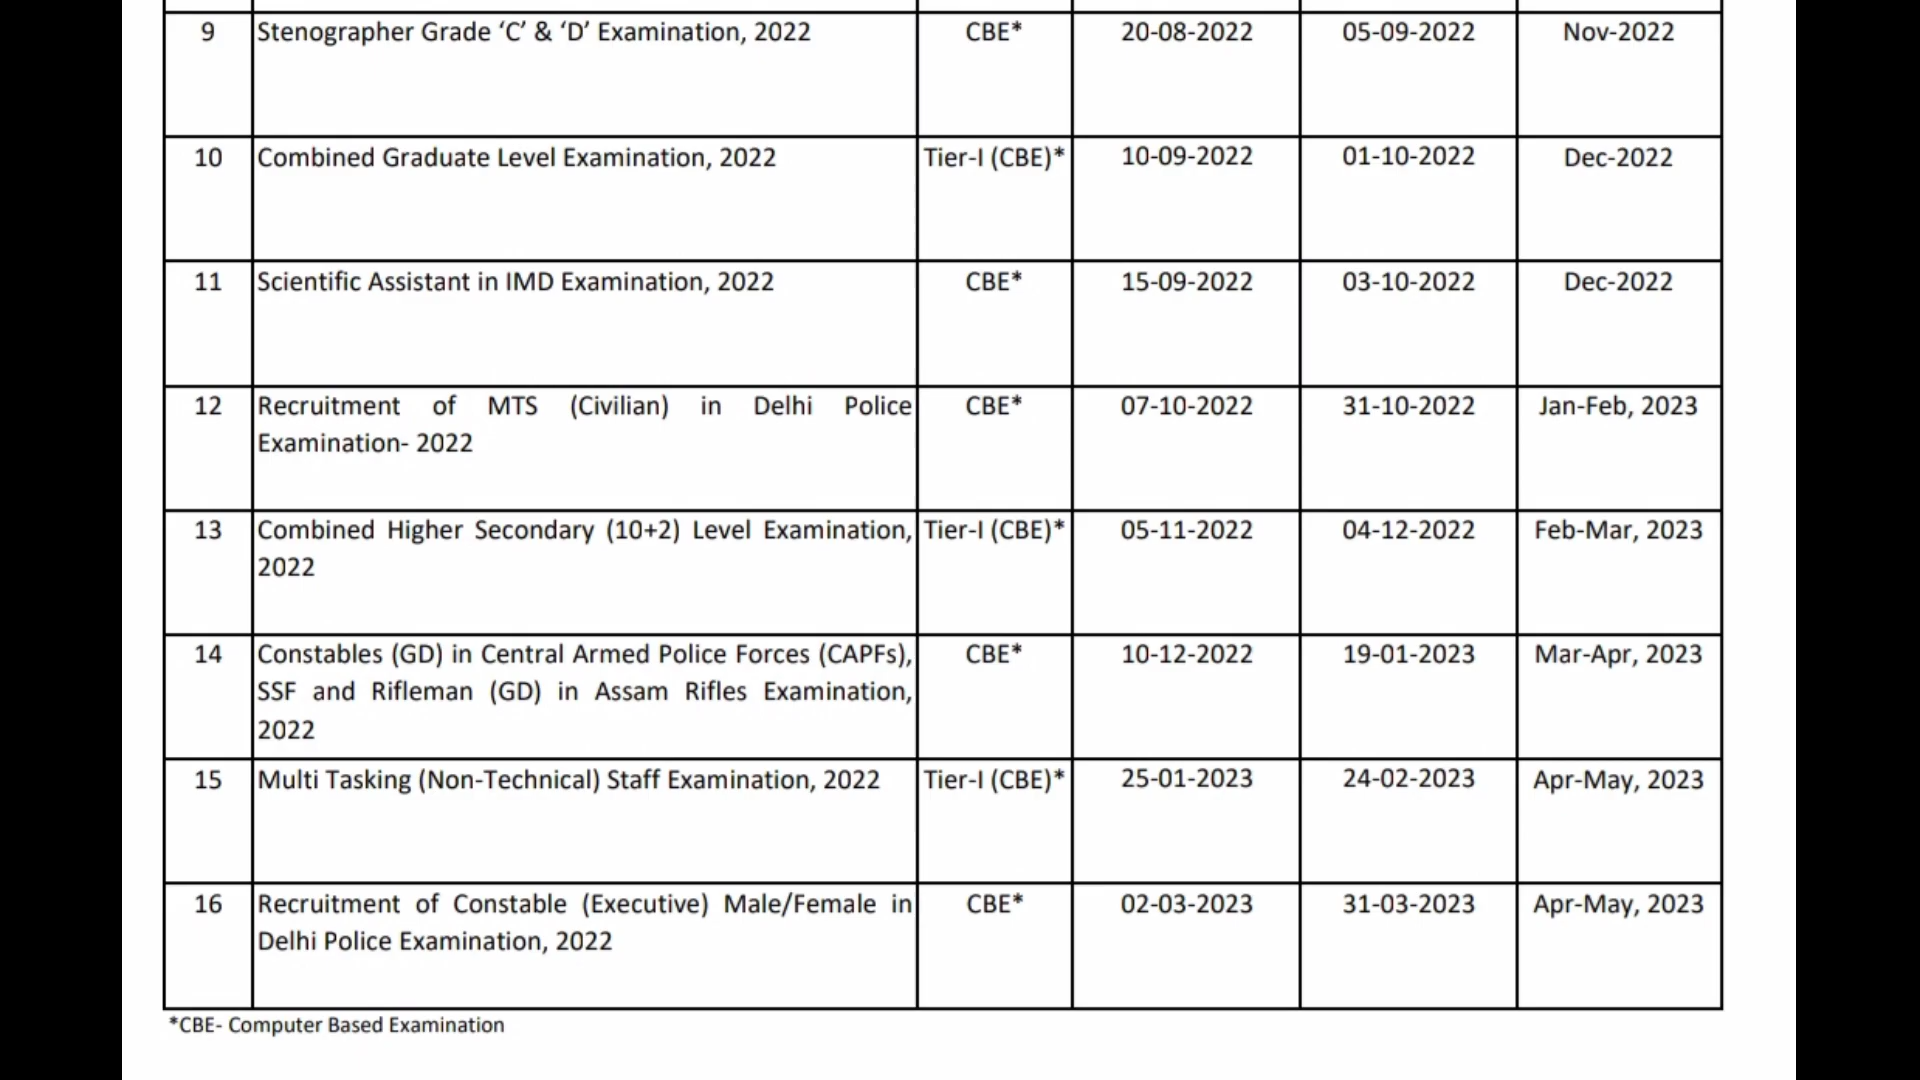 9 Stenographer Grade ‘C’ & ‘D’ Examination, 2022 CBE* 20-08-2022 05-09-2022 Nov-2022
10 Combined Graduate Level Examination, 2022 Tier-I (CBE)* 10-09-2022 01-10-2022 Dec-2022
11 Scientific Assistant in IMD Examination, 2022 CBE* 15-09-2022 03-10-2022 Dec-2022
12 Recruitment of MTS (Civilian) in Delhi Police CBE* 07-10-2022 31-10-2022 Jan-Feb, 2023
Examination- 2022
13 Combined Higher Secondary (10+2) Level Examination, Tier-I (CBE)* 05-11-2022 04-12-2022 Feb-Mar, 2023
2022
14 Constables (GD) in Central Armed Police Forces (CAPFs), CBE* 10-12-2022 19-01-2023 Mar-Apr, 2023
SSF and Rifleman (GD) in Assam Rifles Examination,
2022
15 Multi Tasking (Non-Technical) Staff Examination, 2022 Tier-I (CBE)* 25-01-2023 24-02-2023 Apr-May, 2023
16 Recruitment of Constable (Executive) Male/Female in CBE* 02-03-2023 31-03-2023 Apr-May, 2023
Delhi Police Examination, 2022
*CBE- Computer Based Examination